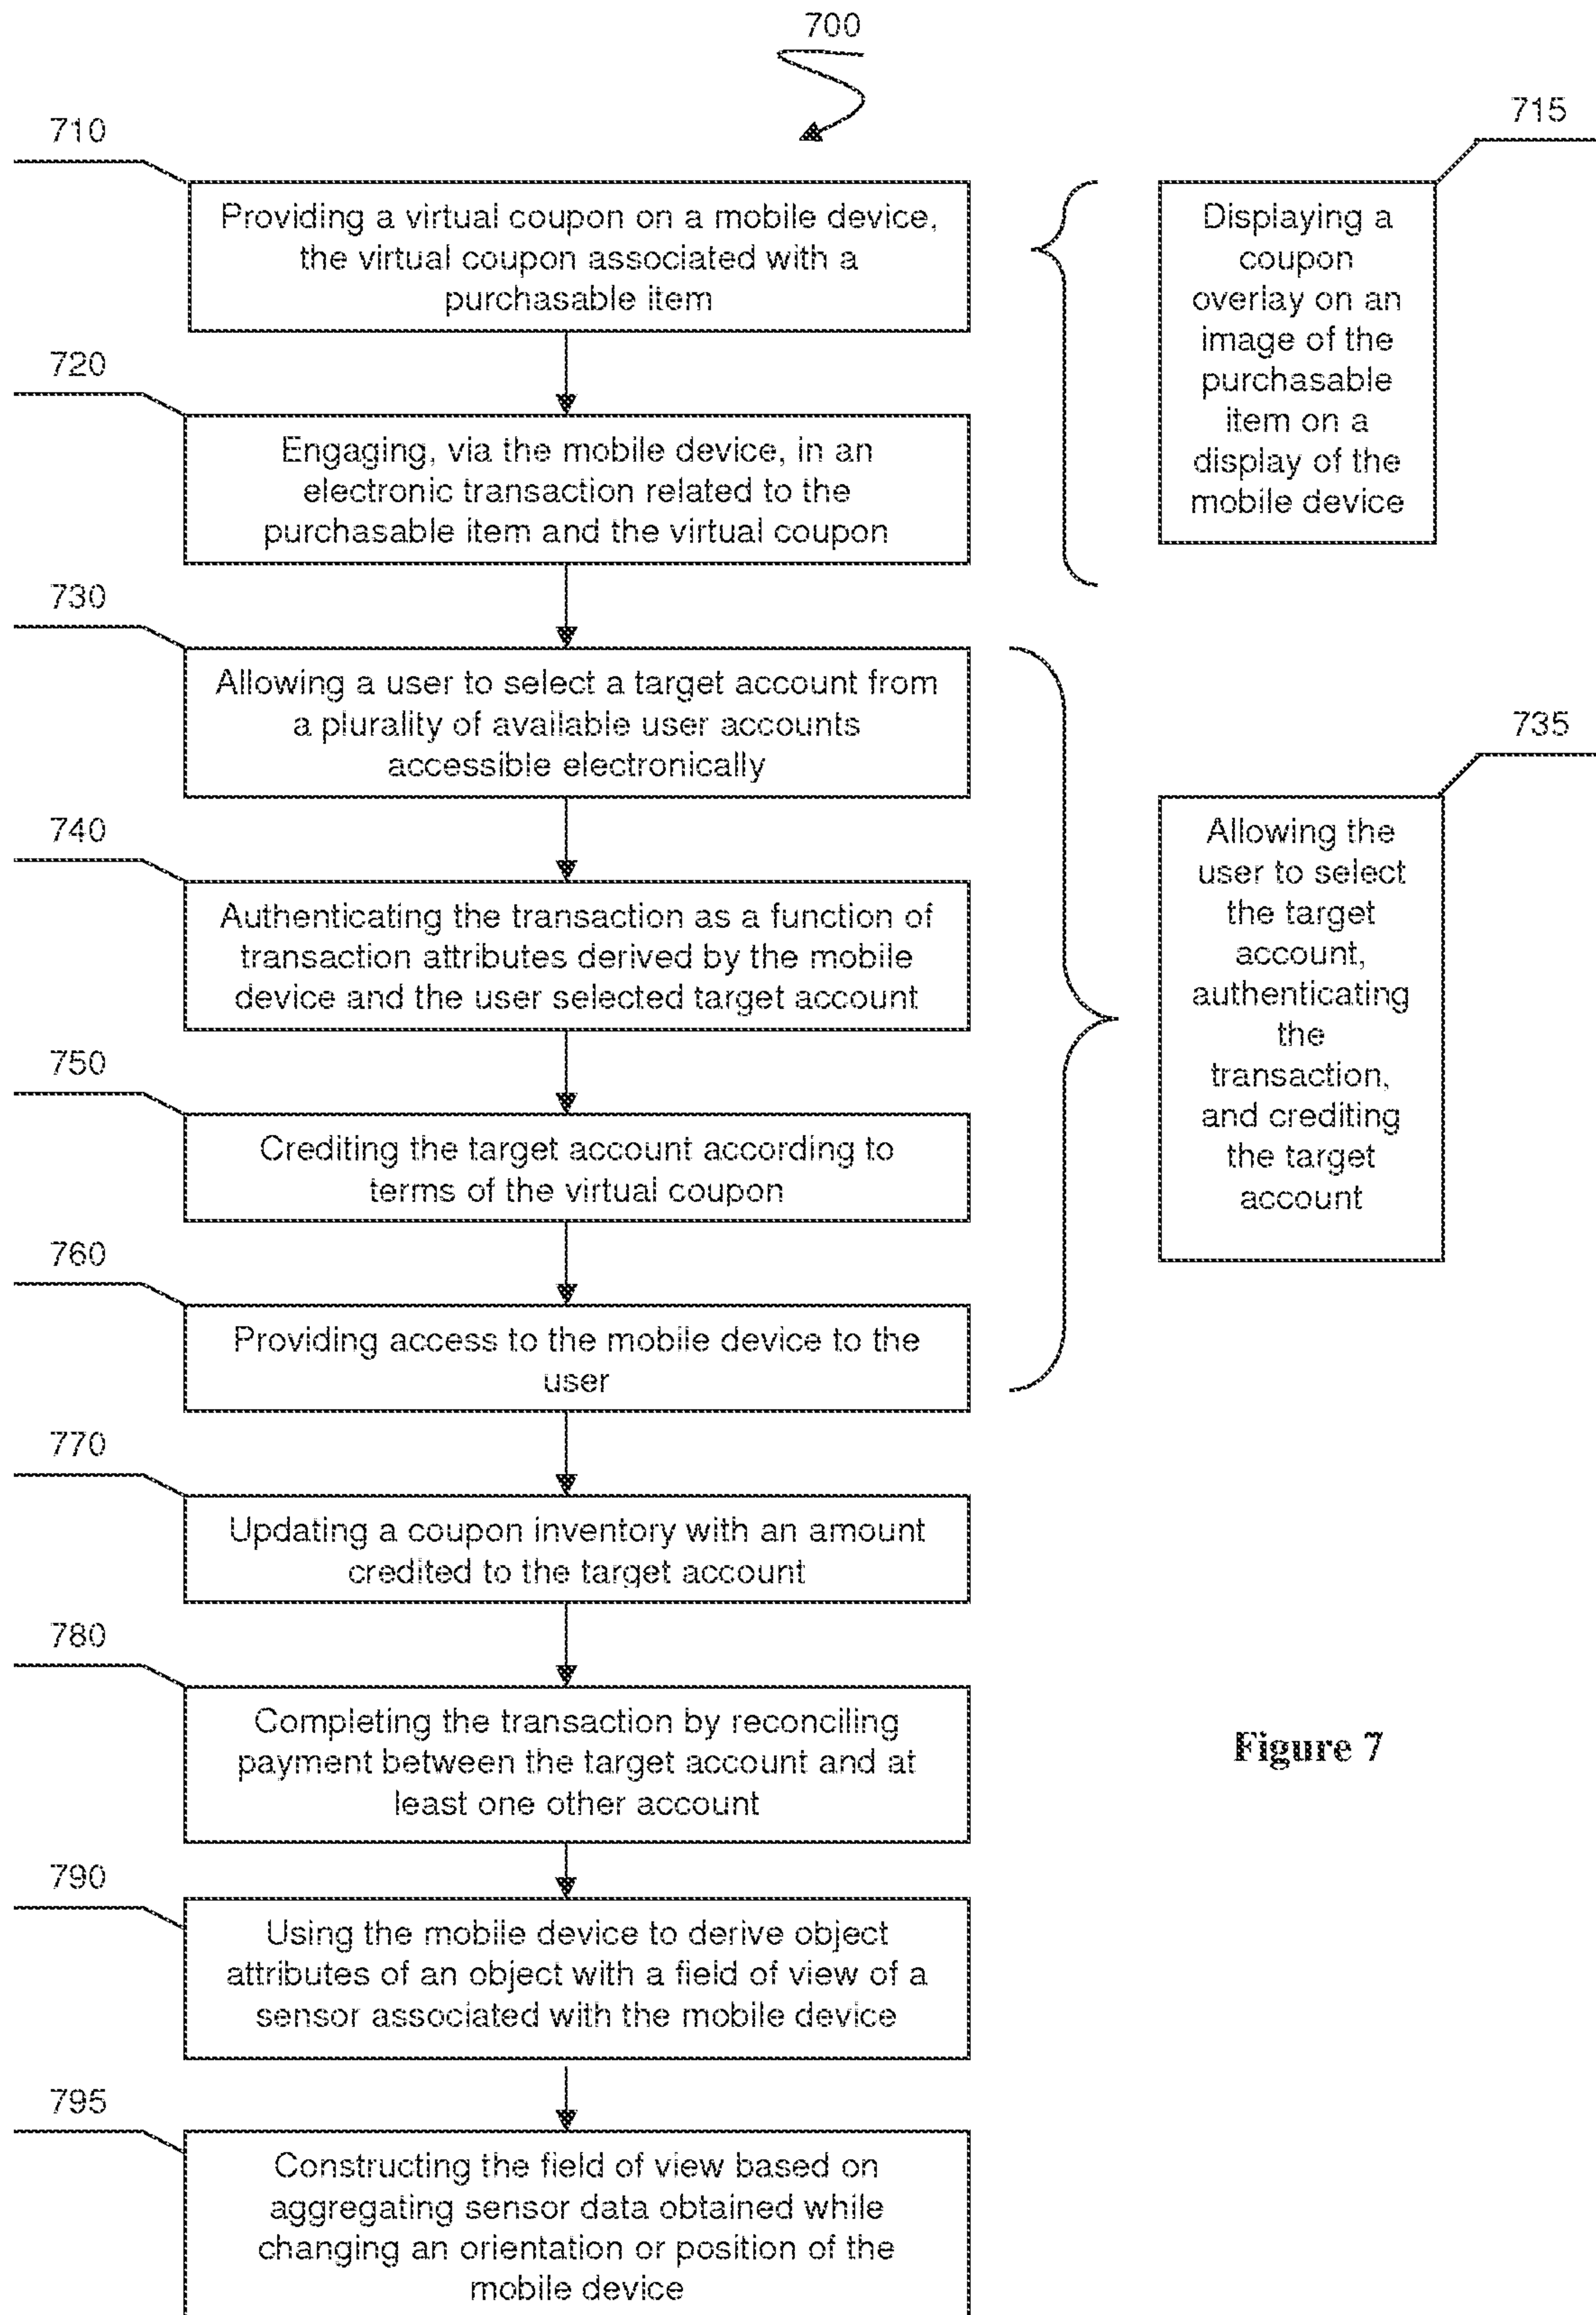 700
710
Providing a virtual coupon on a mobile device,
the virtual coupon associated with a
purchasable item
715
Displaying a
coupon
overlay on an
image of the
purchasable
item on a
display of the
mobile device
720
Engaging, via the mobile device, in an
electronic transaction related to the
purchasable item and the virtual coupon
730
Allowing a user to select a target account from
a plurality of available user accounts
accessible electronically
735
Allowing the
user to select
the target
account,
authenticating
the
transaction,
and crediting
the target
account
740
Authenticating the transaction as a function of
transaction attributes derived by the mobile
device and the user selected target account
750
Crediting the target account according to
terms of the virtual coupon
760
Providing access to the mobile device to the
user
770
Updating a coupon inventory with an amount
credited to the target account
780
Completing the transaction by reconciling
payment between the target account and at
least one other account
Figure 7
790
Using the mobile device to derive object
attributes of an object with a field of view of a
sensor associated with the mobile device
795
Constructing the field of view based on
aggregating sensor data obtained while
changing an orientation or position of the
mobile device